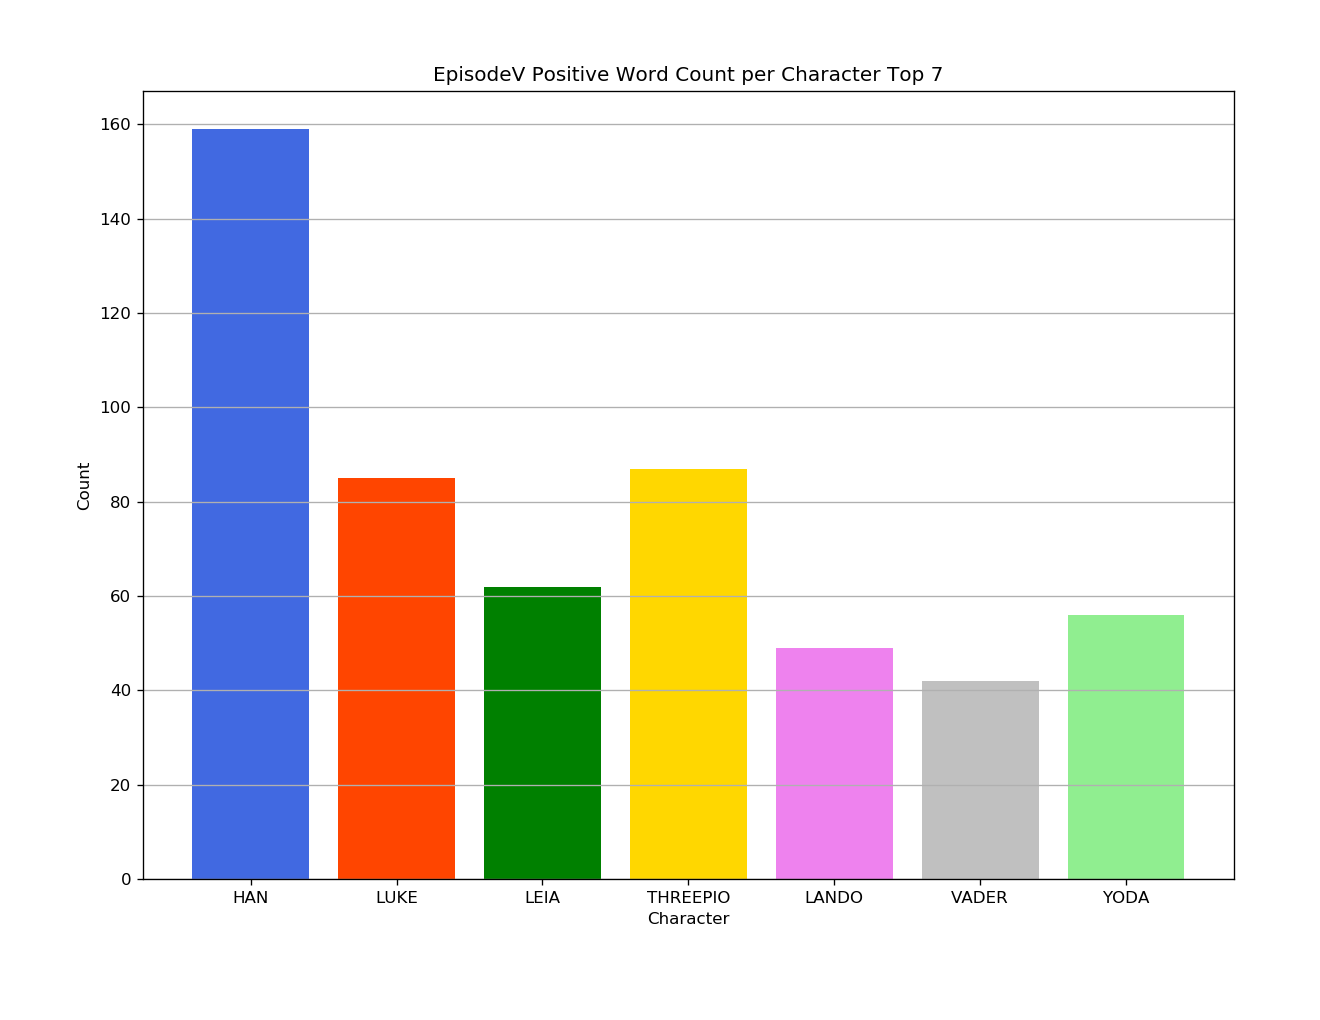 EpisodeV Positive Word Count per Character Top 7
160
140
120
100
80
60
40
20
0
Count
HAN LUKE LEIA THREEPIO LANDO VADER YODA
Character